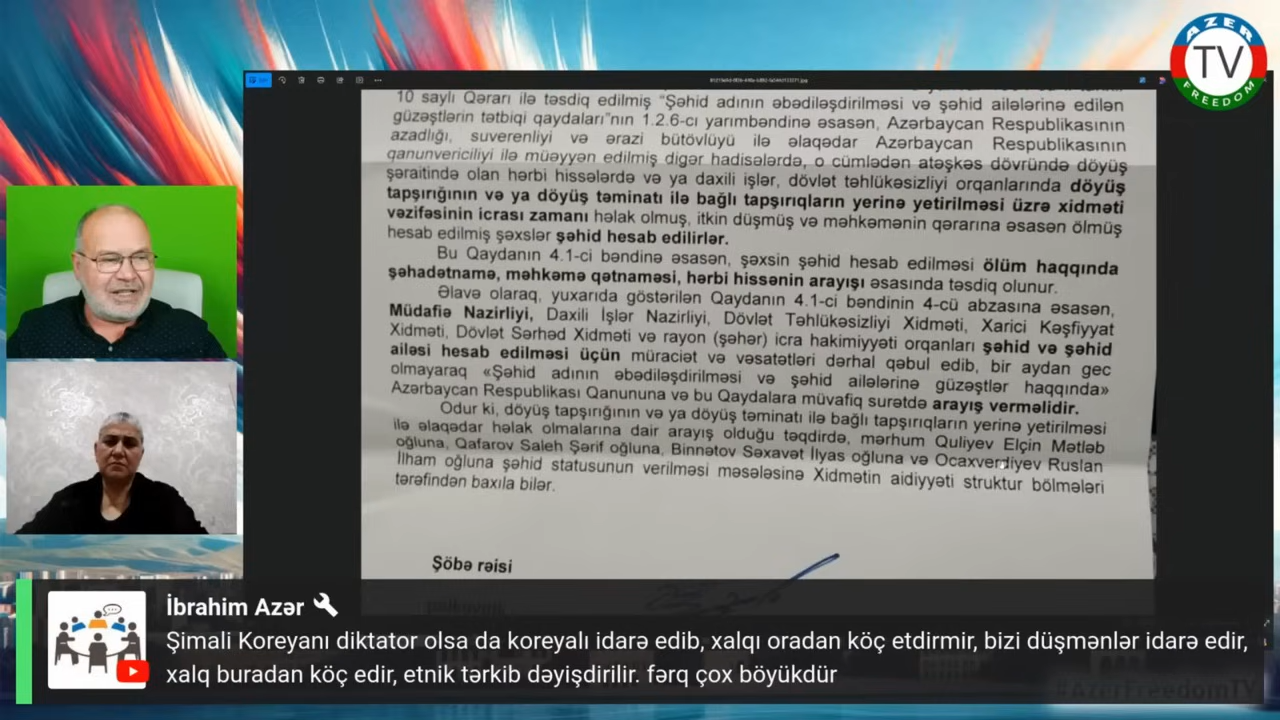 AZER
TV
FREEDOM
10 saylı Qərarı ilə təsdiq edilmiş “Şəhid adının əbədiləşdirilməsi və şəhid ailələrinə edilən
güzəştlərin tətbiqi qaydaları”nın 1.2.6-cı yarımbəndinə əsasən, Azərbaycan Respublikasının
azadlığı, suverenliyi və ərazi bütövlüyü ilə əlaqədar Azərbaycan Respublikasının
qanunvericiliyi ilə müəyyən edilmiş digər hadisələrdə, o cümlədən atəşkəs dövründə döyüş
şəraitində olan hərbi hissələrdə və ya daxili işlər, dövlət təhlükəsizliyi orqanlarında döyüş
tapşırığının və ya döyüş təminatı ilə bağlı tapşırıqların yerinə yetirilməsi üzrə xidməti
vəzifəsinin icrası zamanı həlak olmuş, itkin düşmüş və məhkəmənin qərarına əsasən ölmüş
hesab edilmiş şəxslər şəhid hesab edilirlər.
Bu Qaydanın 4.1-ci bəndinə əsasən, şəxsin şəhid hesab edilməsi ölüm haqqında
şəhadətnamə, məhkəmə qətnaməsi, hərbi hissənin arayışı əsasında təsdiq olunur.
Əlavə olaraq, yuxarıda göstərilən Qaydanın 4.1-ci bəndinin 4-cü abzasına əsasən,
Müdafiə Nazirliyi, Daxili İşlər Nazirliyi, Dövlət Təhlükəsizliyi Xidməti, Xarici Kəşfiyyat
Xidməti, Dövlət Sərhəd Xidməti və rayon (şəhər) icra hakimiyyəti orqanları şəhid və şəhid
ailəsi hesab edilməsi üçün müraciət və vəsatətləri dərhal qəbul edib, bir aydan gec
olmayaraq «Şəhid adının əbədiləşdirilməsi və şəhid ailələrinə güzəştlər haqqında»
Azərbaycan Respublikası Qanununa və bu Qaydalara müvafiq surətdə arayış verməlidir.
Odur ki, döyüş tapşırığının və ya döyüş təminatı ilə bağlı tapşırıqların yerinə yetirilməsi
ilə əlaqədar həlak olmalarına dair arayış olduğu təqdirdə, mərhum Quliyev Elçin Mətləb
oğluna, Qafarov Saleh Şərif oğluna, Binnətov Səxavət İlyas oğluna və Ocaxverdiyev Ruslan
İlham oğluna şəhid statusunun verilməsi məsələsinə Xidmətin aidiyyəti struktur bölmələri
tərəfindən baxıla bilər.
Şöbə rəisi
İbrahim Azər
Şimali Koreyanı diktator olsa da koreyalı idarə edib, xalqı oradan köç etdirmir, bizi düşmənlər idarə edir,
xalq buradan köç edir, etnik tərkib dəyişdirilir. fərq çox böyükdür
#AzerFreedomTV